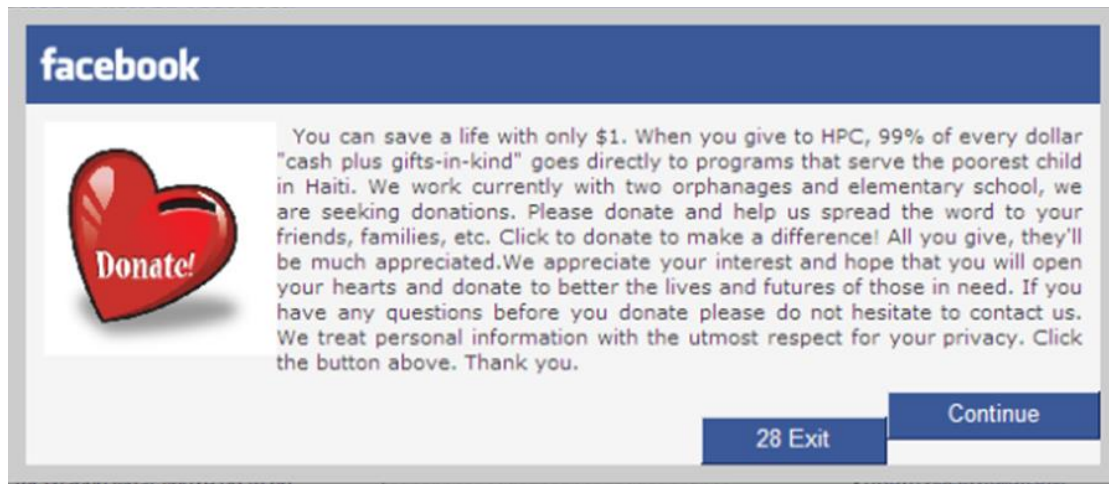 facebook
You can save a life with only $1. When you give to HPC, 99% of every dollar
"cash plus gifts-in-kind" goes directly to programs that serve the poorest child
in Haiti. We work currently with two orphanages and elementary school, we
are seeking donations. Please donate and help us spread the word to your
friends, families, etc. Click to donate to make a difference! All you give, they'll
be much appreciated.We appreciate your interest and hope that you will open
your hearts and donate to better the lives and futures of those in need. If you
have any questions before you donate please do not hesitate to contact us.
We treat personal information with the utmost respect for your privacy. Click
the button above. Thank you.
Donate!
Continue
28 Exit